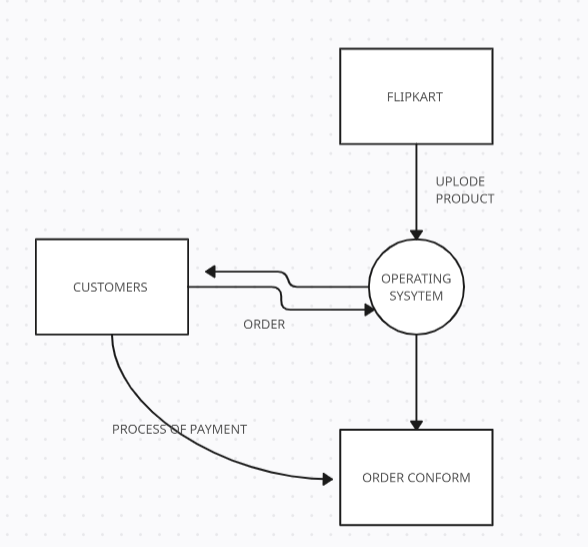 FLIPKART
UPLODE
PRODUCT
CUSTOMERS
OPERATING
SYSYTEM
ORDER
PROCESS OF PAYMENT
ORDER CONFORM